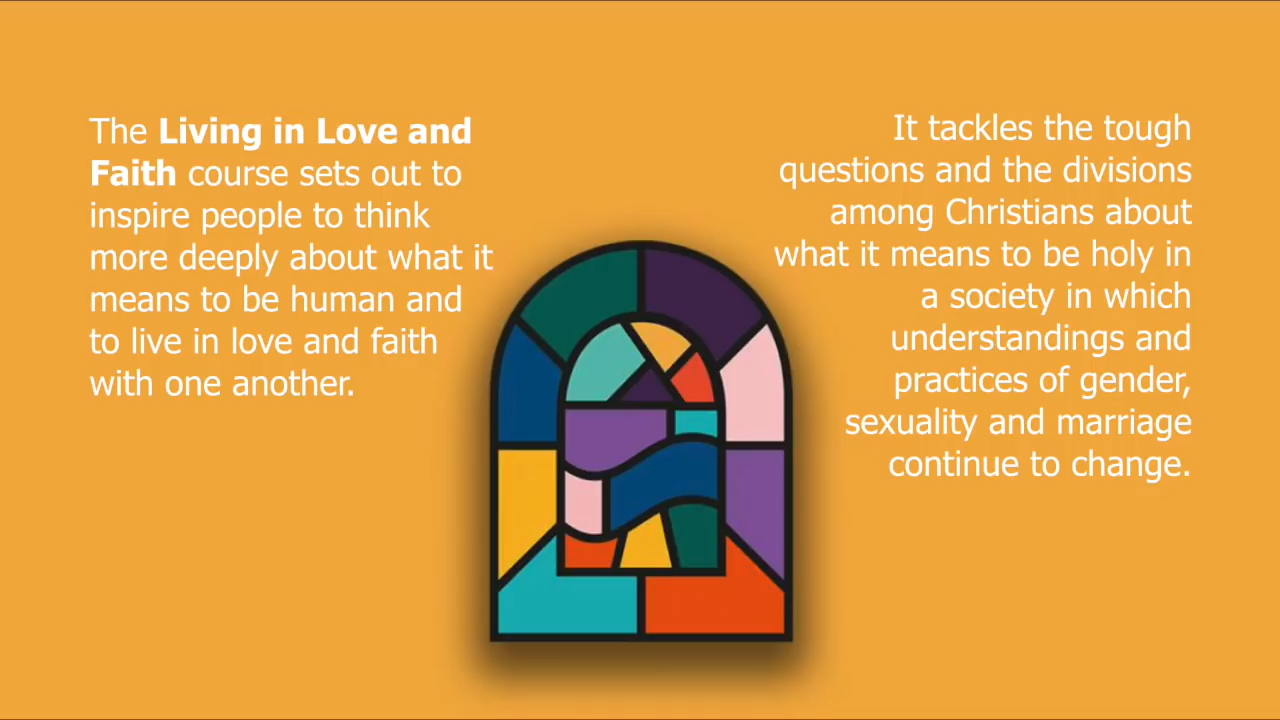 The Living in Love and
Faith course sets out to
inspire people to think
more deeply about what it
means to be human and
to live in love and faith
with one another.
It tackles the tough
questions and the divisions
among Christians about
what it means to be holy in
a society in which
understandings and
practices of gender,
sexuality and marriage
continue to change.